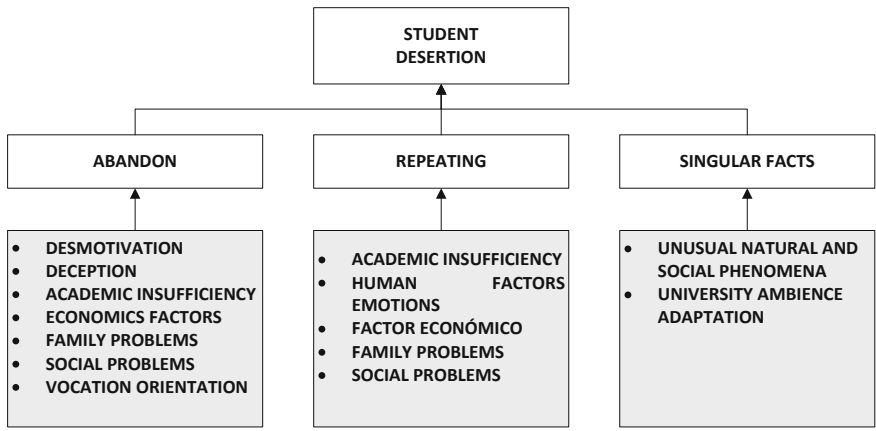 STUDENT
DESERTION
ABANDON
REPEATING
SINGULAR FACTS
• DESMOTIVATION
• DECEPTION
• ACADEMIC INSUFFICIENCY
• ECONOMICS FACTORS
• FAMILY PROBLEMS
• SOCIAL PROBLEMS
• VOCATION ORIENTATION
• ACADEMIC INSUFFICIENCY
• HUMAN FACTORS
EMOTIONS
• FACTOR ECONÓMICO
• FAMILY PROBLEMS
• SOCIAL PROBLEMS
• UNUSUAL NATURAL AND
SOCIAL PHENOMENA
• UNIVERSITY AMBIENCE
ADAPTATION